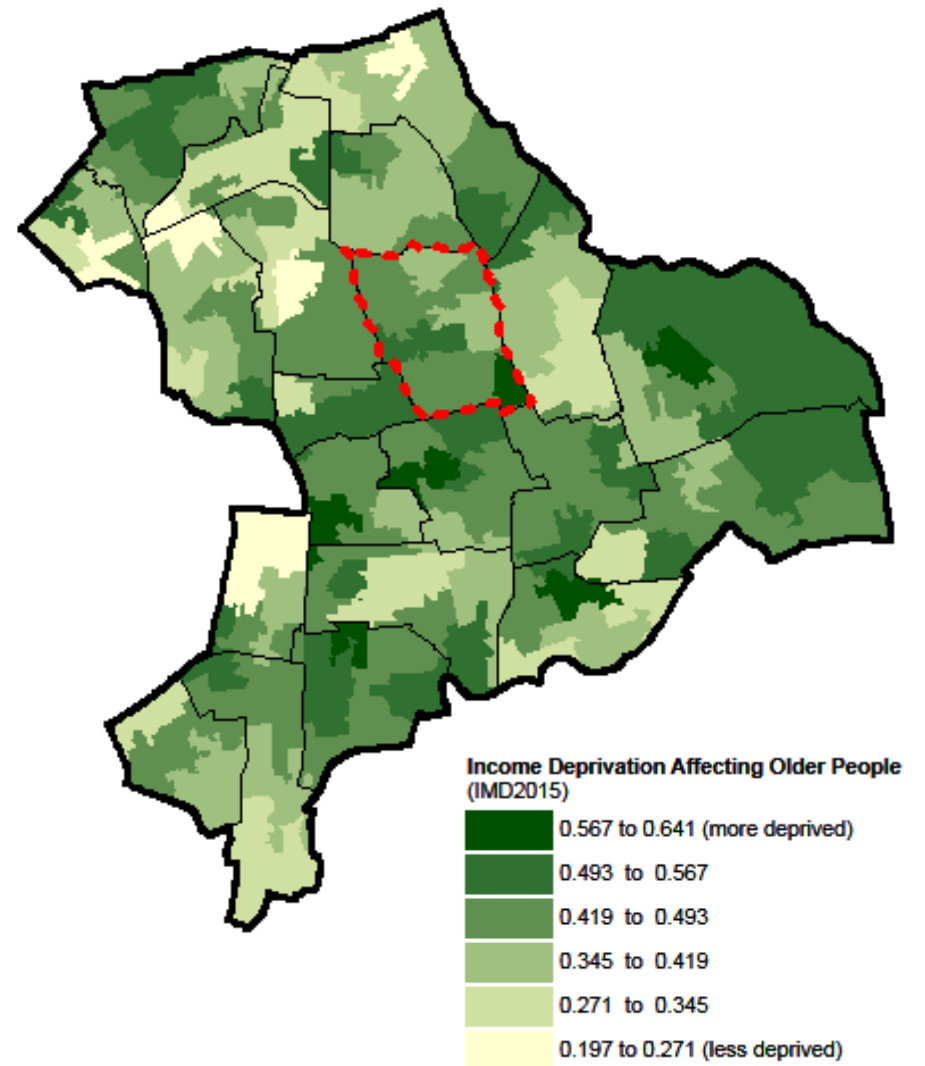 Income Deprivation Affecting Older People
(IMD2015)
0.567 to 0.641 (more deprived)
0.493 to 0.567
0.419 to 0.493
0.345 to 0.419
0.271 to 0.345
0.197 to 0.271 (less deprived)